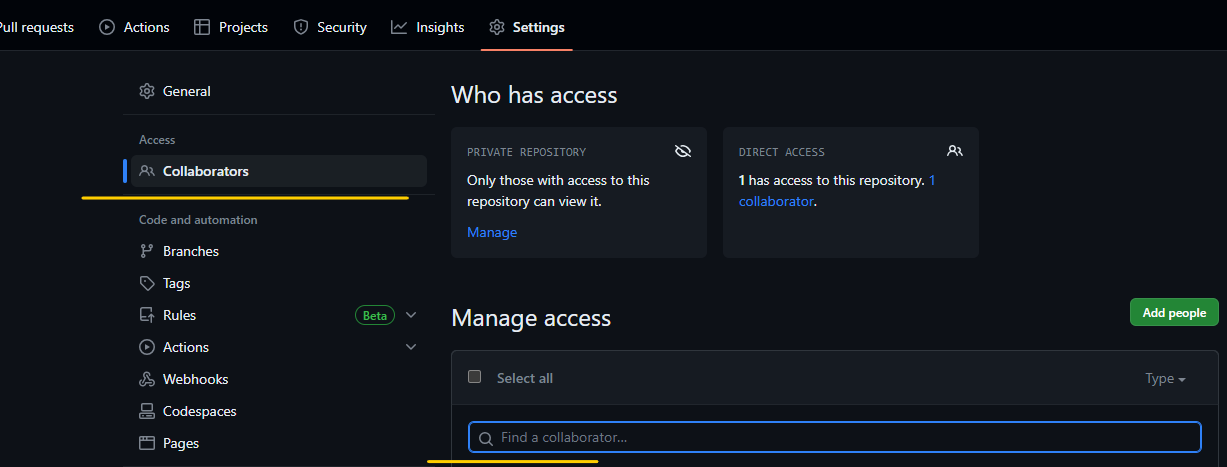 Pull requests Actions Projects Security Insights Settings
General
Access
Collaborators
Code and automation
Branches
Tags
Rules Beta
Actions
Webhooks
Codespaces
Pages
Who has access
PRIVATE REPOSITORY
Only those with access to this
repository can view it.
Manage
DIRECT ACCESS
1 has access to this repository. 1
collaborator.
Manage access
Add people
Select all
Type
Find a collaborator...